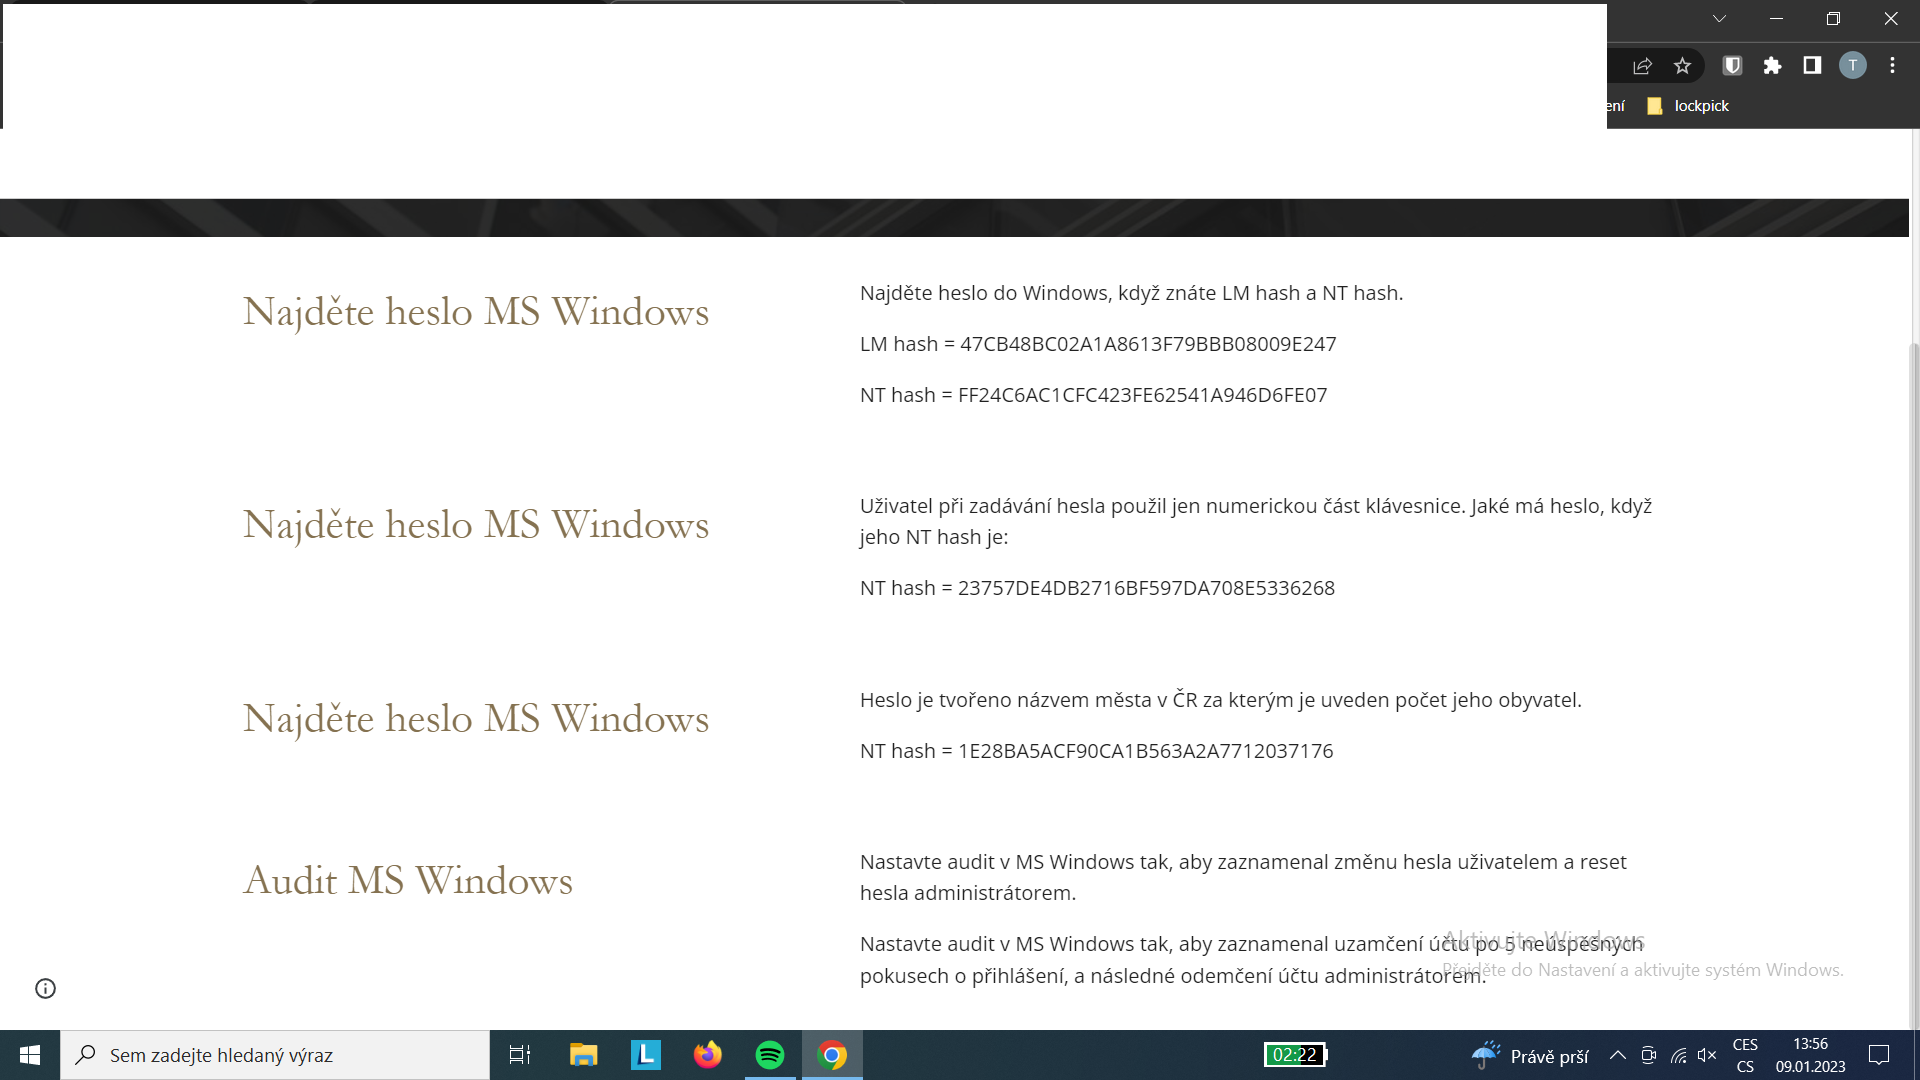 ení
lockpick
T
Najděte heslo MS Windows
Najděte heslo do Windows, když znáte LM hash a NT hash.
LM hash = 47CB48BC02A1A8613F79BBB08009E247
NT hash = FF24C6AC1CFC423FE62541A946D6FE07
Najděte heslo MS Windows
Uživatel při zadávání hesla použil jen numerickou část klávesnice. Jaké má heslo, když
jeho NT hash je:
NT hash = 23757DE4DB2716BF597DA708E5336268
Najděte heslo MS Windows
Heslo je tvořeno názvem města v ČR za kterým je uveden počet jeho obyvatel.
NT hash = 1E28BA5ACF90CA1B563A2A7712037176
Audit MS Windows
Nastavte audit v MS Windows tak, aby zaznamenal změnu hesla uživatelem a reset
hesla administrátorem.
Nastavte audit v MS Windows tak, aby zaznamenal uzamčení účtu po 5 neúspěšných
pokusech o přihlášení, a následné odemčení účtu administrátorem.
Aktivujte Windows
Přejděte do Nastavení a aktivujte systém Windows.
Sem zadejte hledaný výraz
L
02:22
Právě prší
CES
CS
13:56
09.01.2023